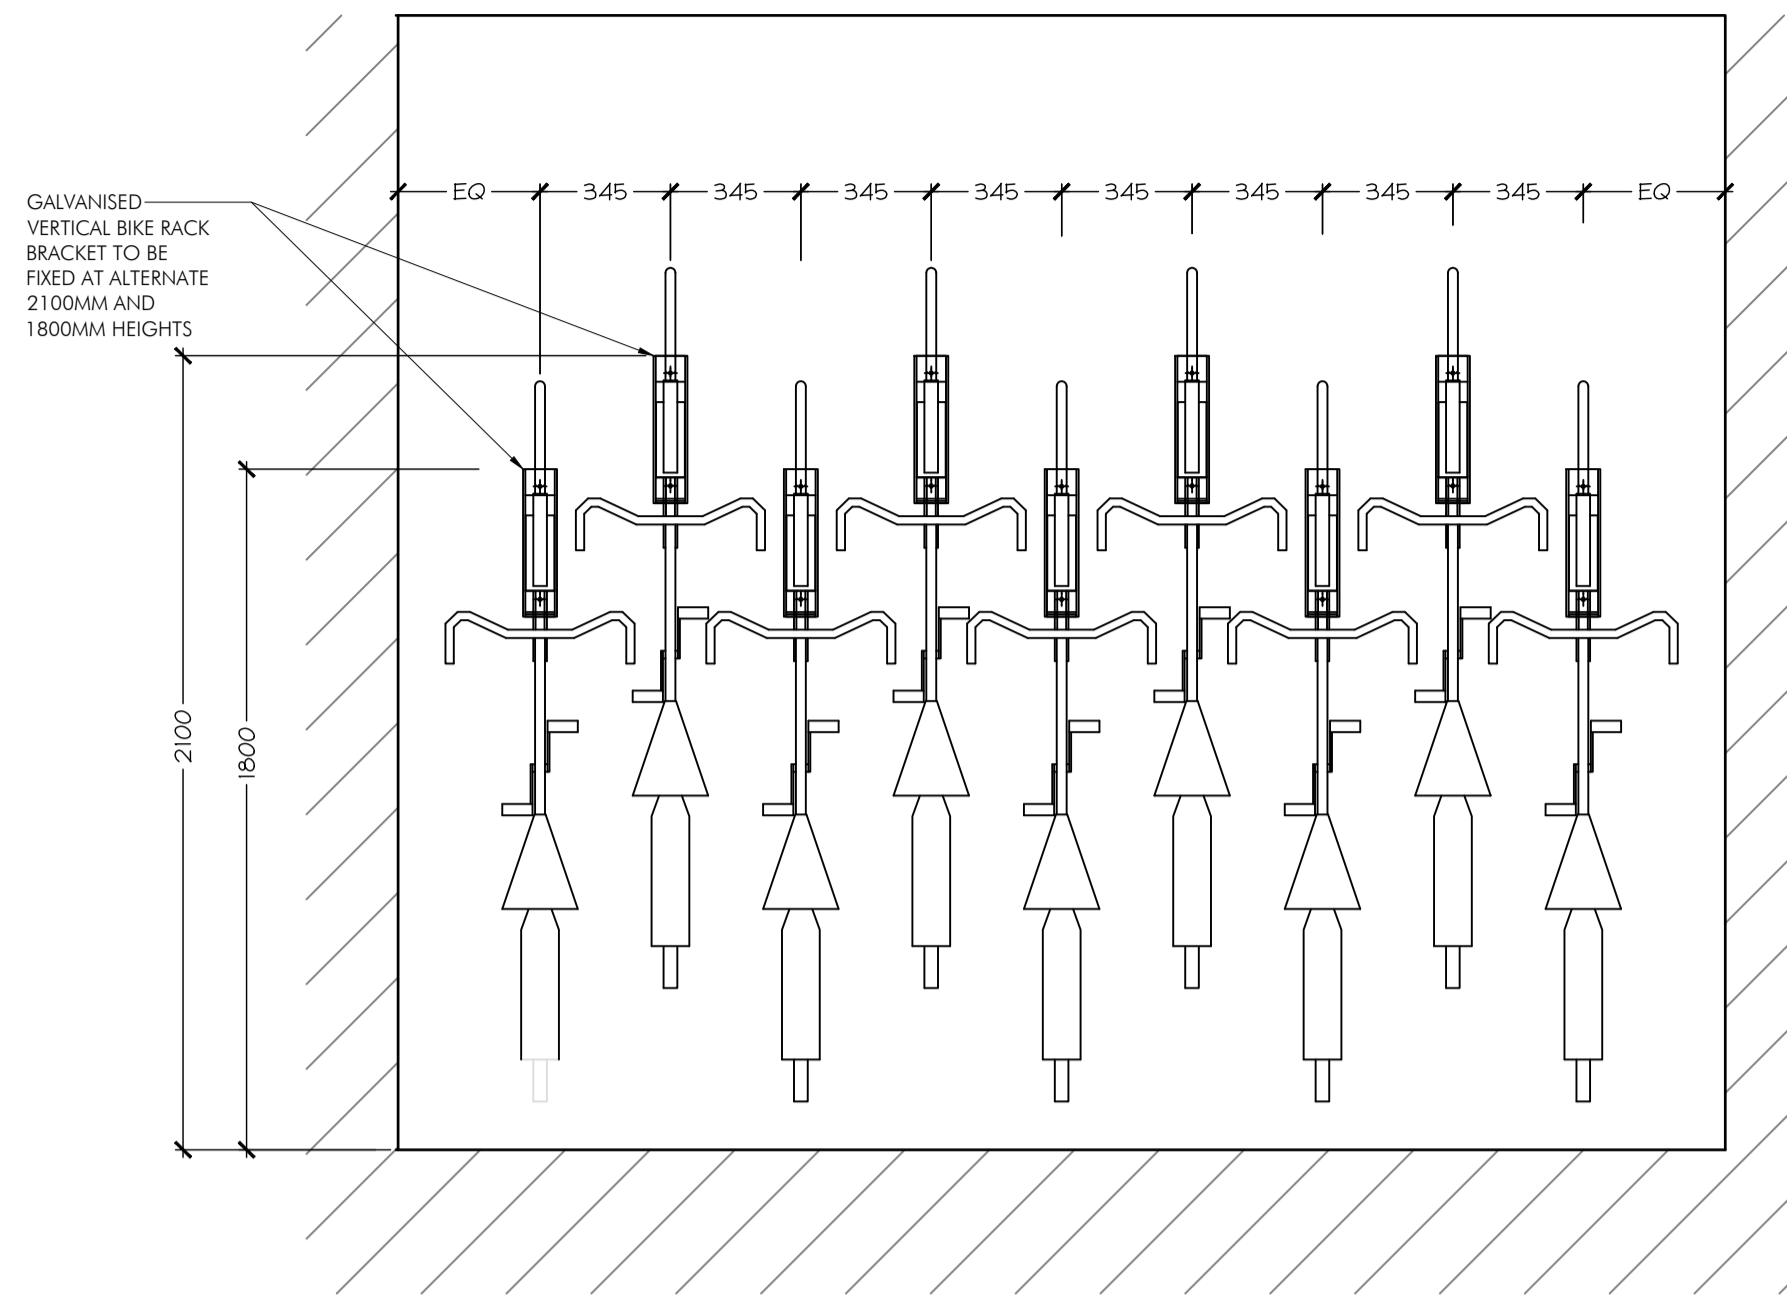 EQ 345 345 345 345 345 345 345 345 EQ
GALVANISED
VERTICAL BIKE RACK
BRACKET TO BE
FIXED AT ALTERNATE
2100MM AND
1800MM HEIGHTS
2100
1800